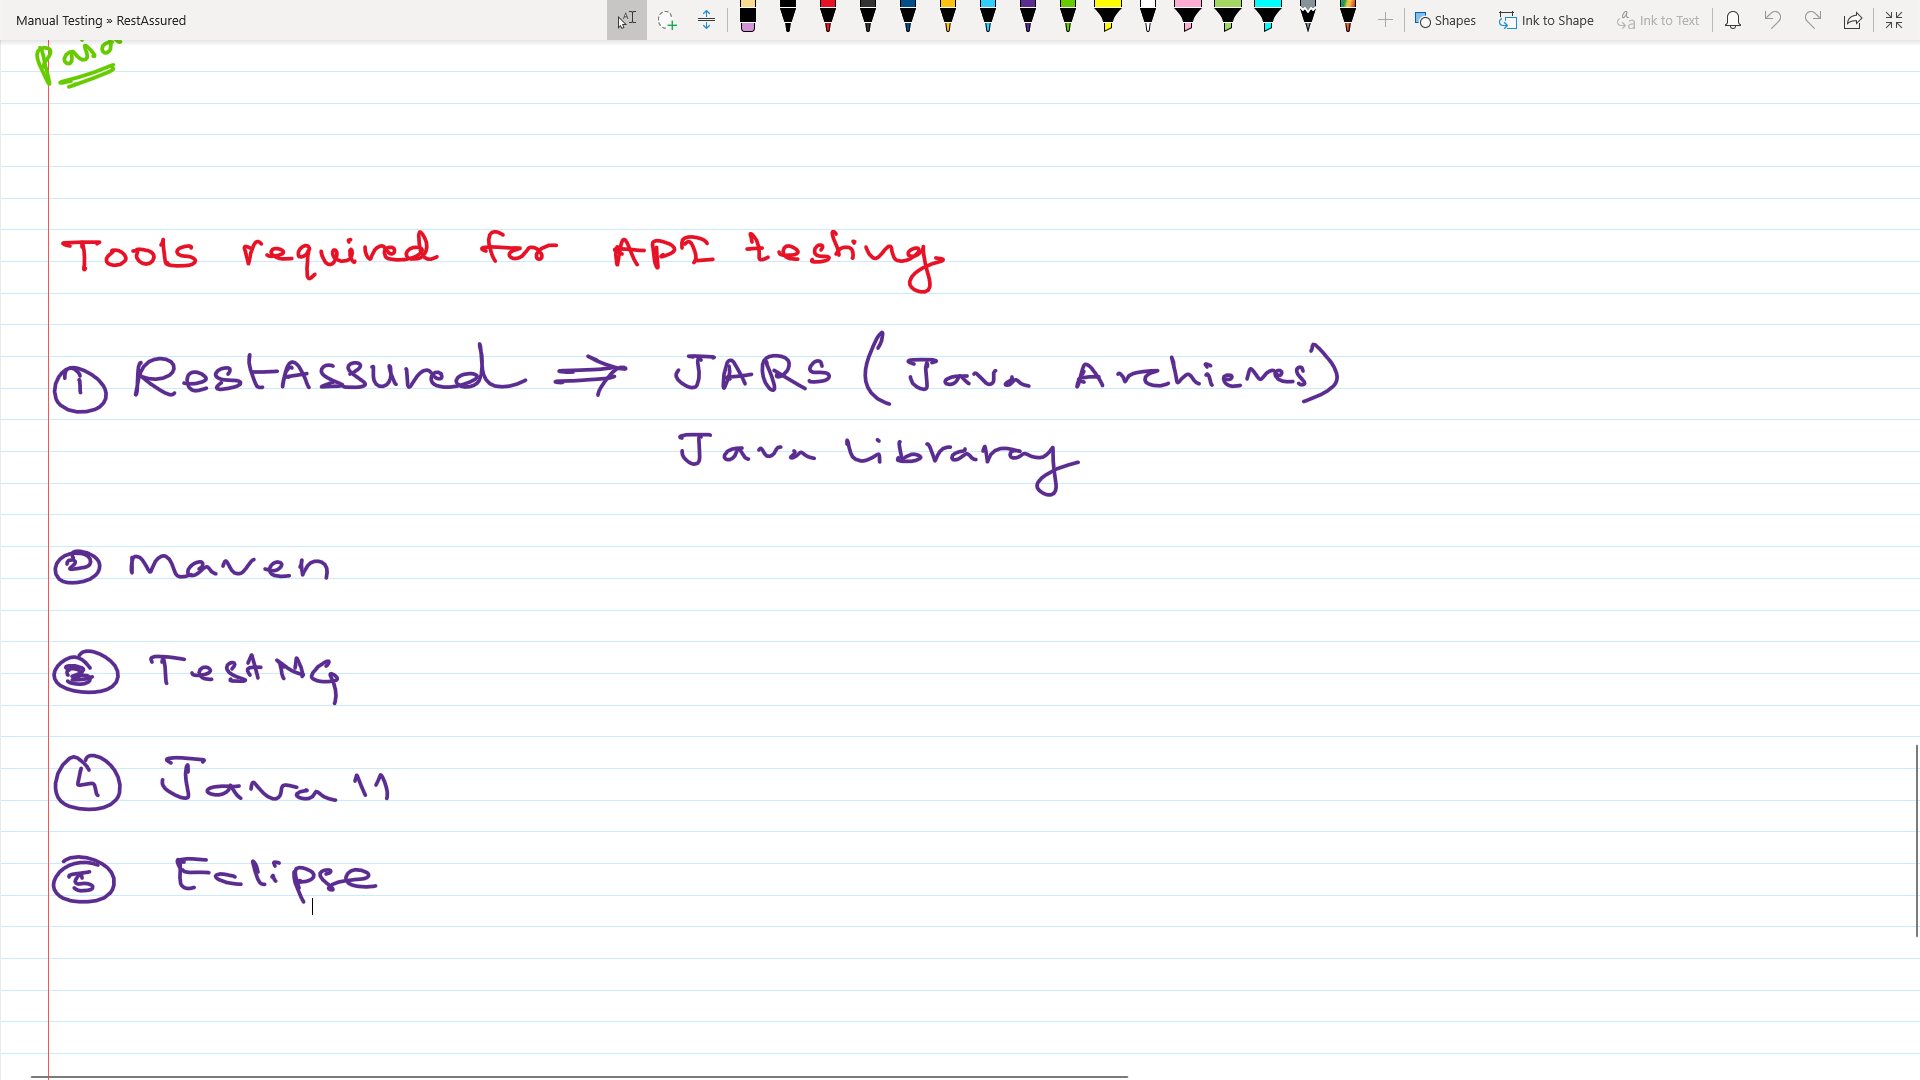 Manual Testing » RestAssured
Shapes Ink to Shape Ink to Text
Paid
Tools required for API testing.
① RestAssured ⇒ JARS (Java Archieves)
Java libraray
② Maven
③ TestNG
④ Java 11
⑤ Eclipse